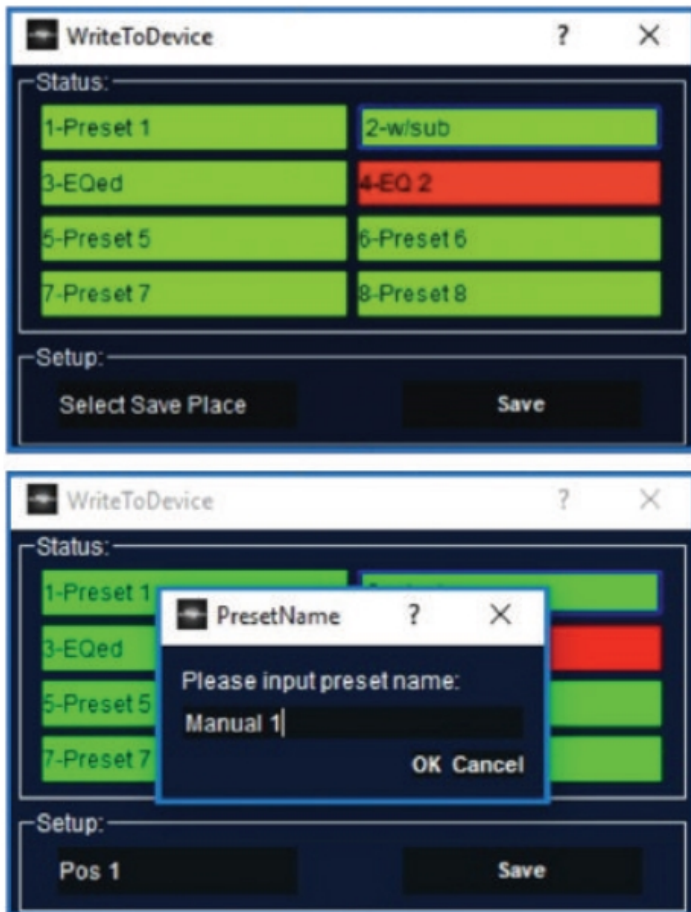 WriteToDevice ?
Status:
1-Preset 1 2-w/sub
3-EQed 4-EQ 2
5-Preset 5 6-Preset 6
7-Preset 7 8-Preset 8
Setup:
Select Save Place Save
WriteToDevice ?
Status:
1-Preset 1
PresetName ?
3-EQed
Please input preset name:
5-Preset 5
Manual 1
7-Preset 7
OK Cancel
Setup:
Pos 1 Save